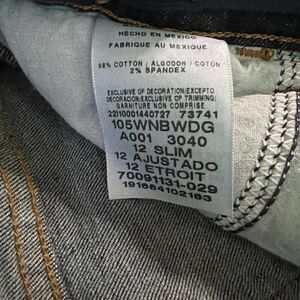 HECHO EN MEXICO
FABRIQUE AU MEXIQUE
98% COTTON / ALGODON / COTON
2% SPANDEX
EXCLUSIVE OF DECORATION/EXCEPTO
DECORACION/EXCLUSIVE OF TRIMMING/
GARNITURE NON COMPRISE
22I10001440727 73741
105WNBWDG
A001 3040
12 SLIM
12 AJUSTADO
12 ETROIT
70091131-029
191684102163